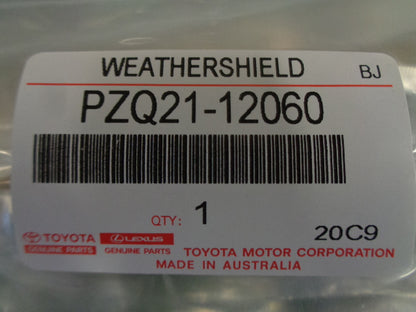 WEATHERSHIELD BJ
PZQ21-12060
QTY: 1
20C9
TOYOTA LEXUS
GENUINE PARTS GENUINE PARTS TOYOTA MOTOR CORPORATION
MADE IN AUSTRALIA